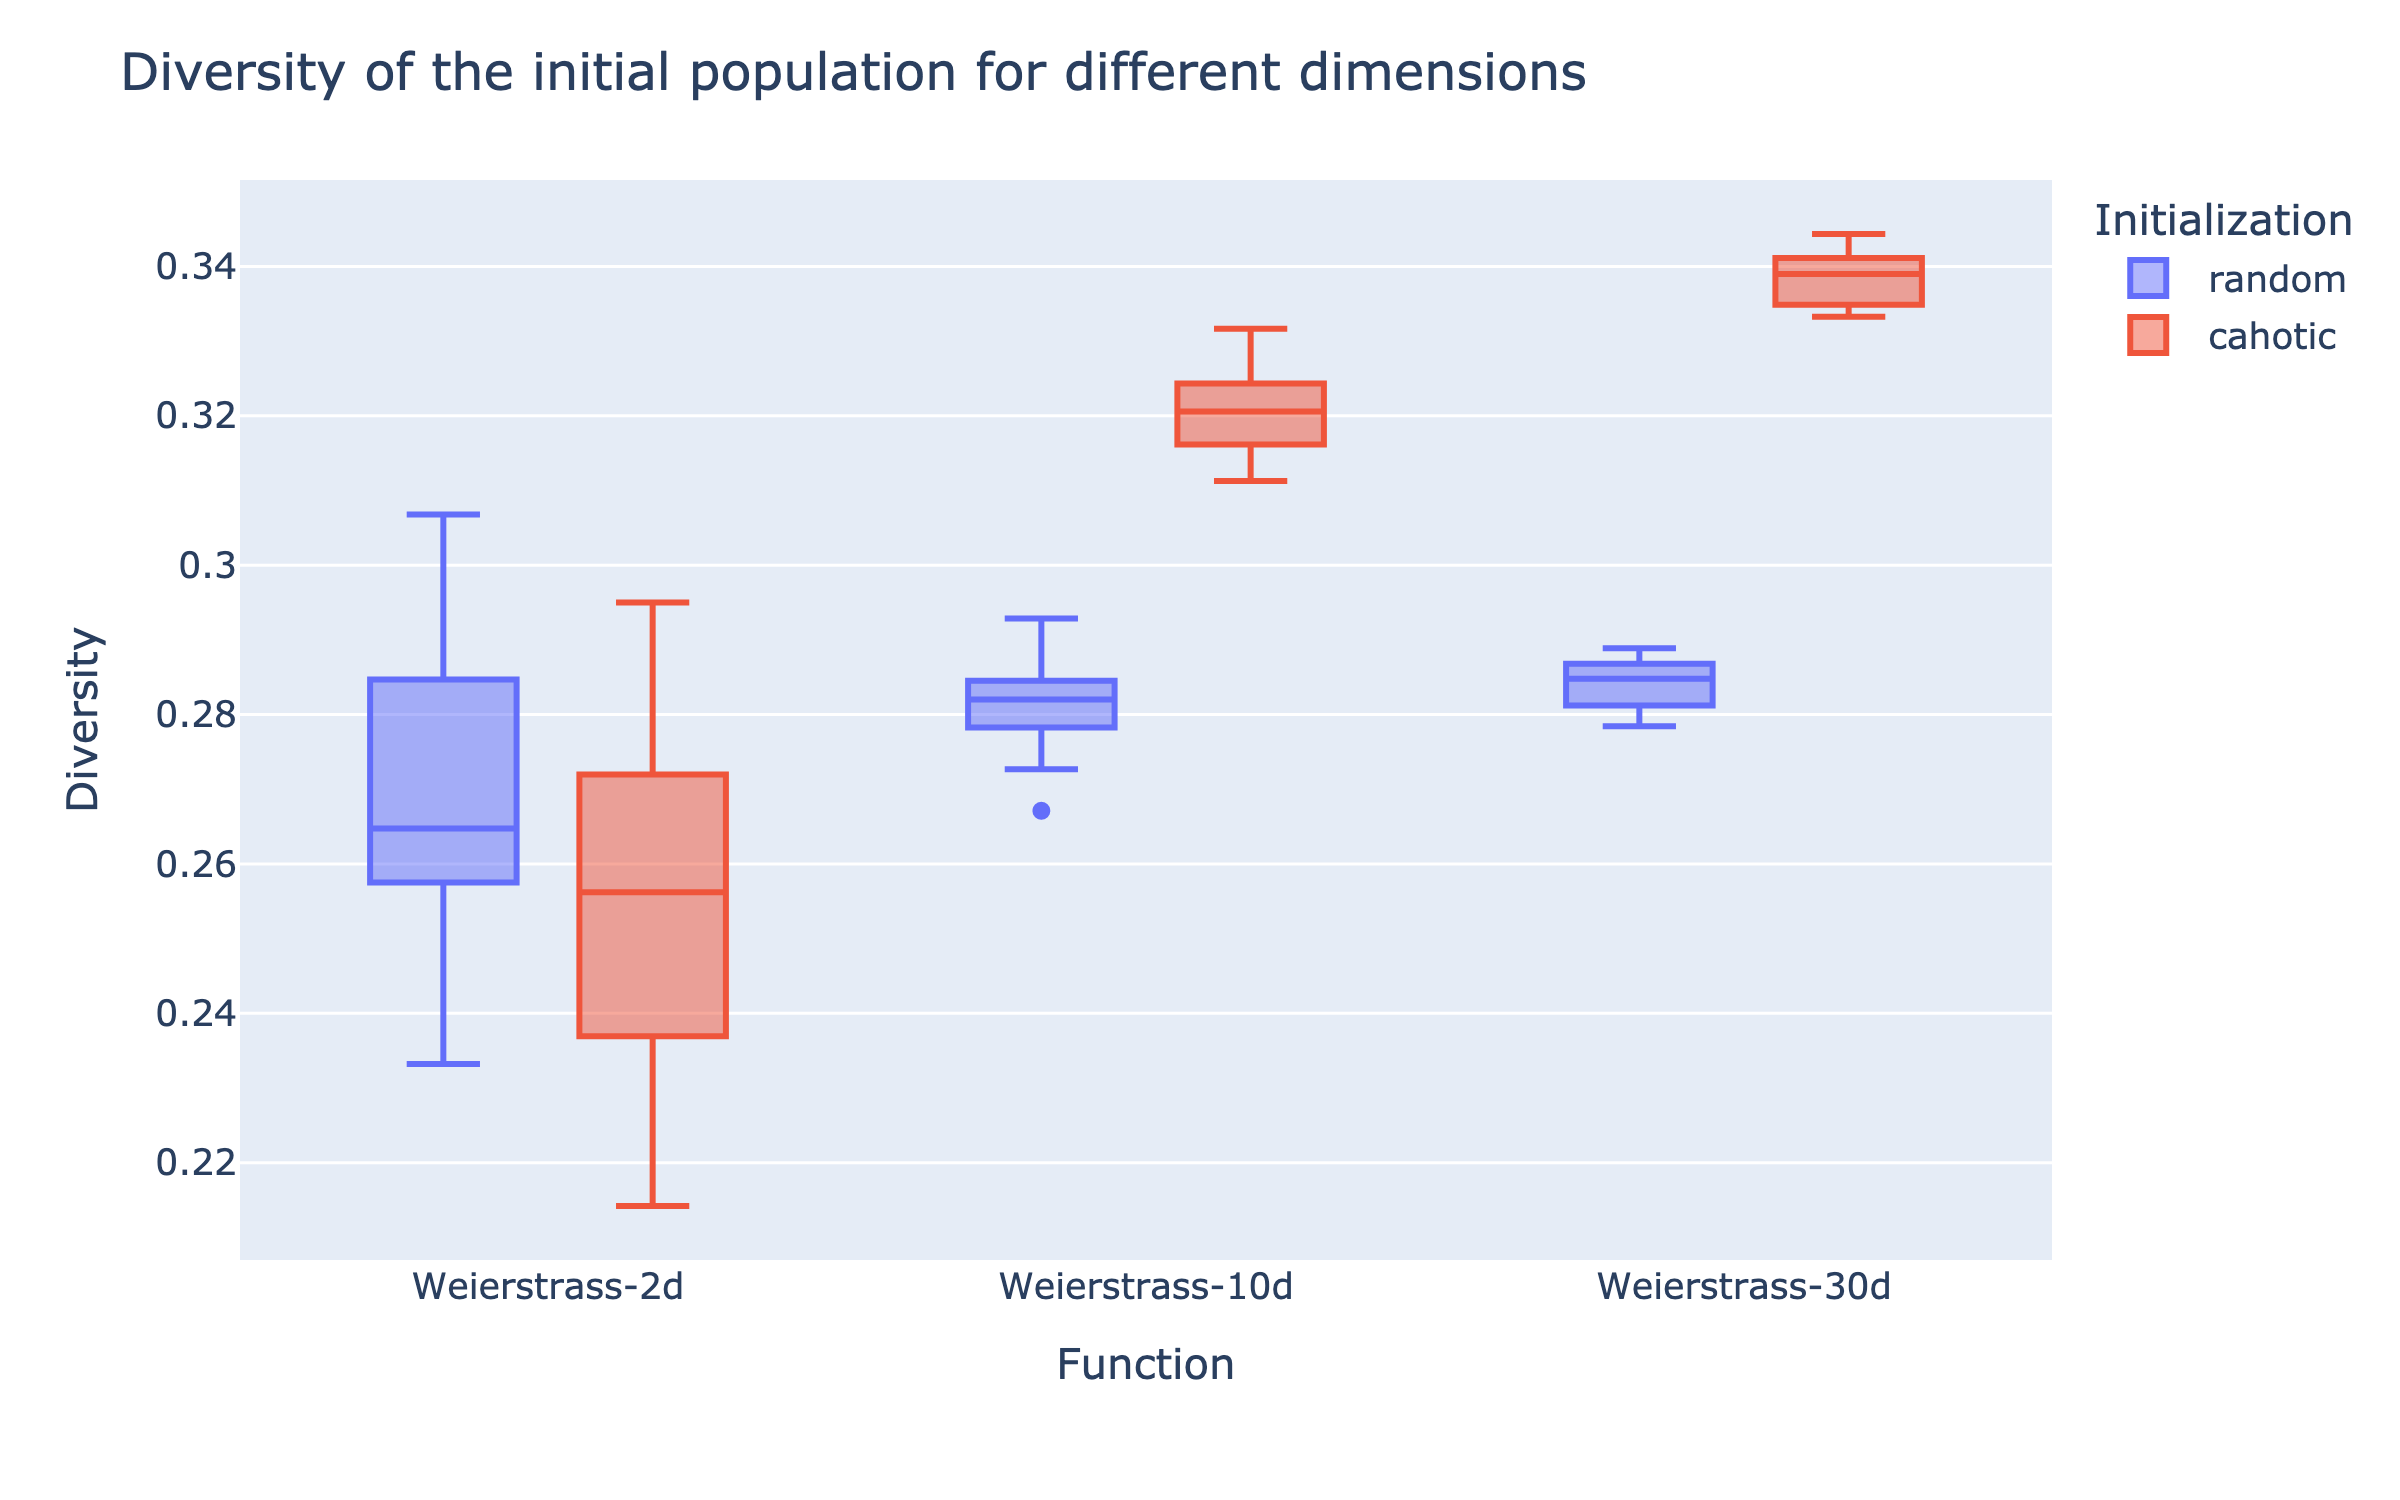 Diversity of the initial population for different dimensions
Initialization
random
cahotic
Diversity
0.34
0.32
0.3
0.28
0.26
0.24
0.22
Weierstrass-2d
Weierstrass-10d
Weierstrass-30d
Function